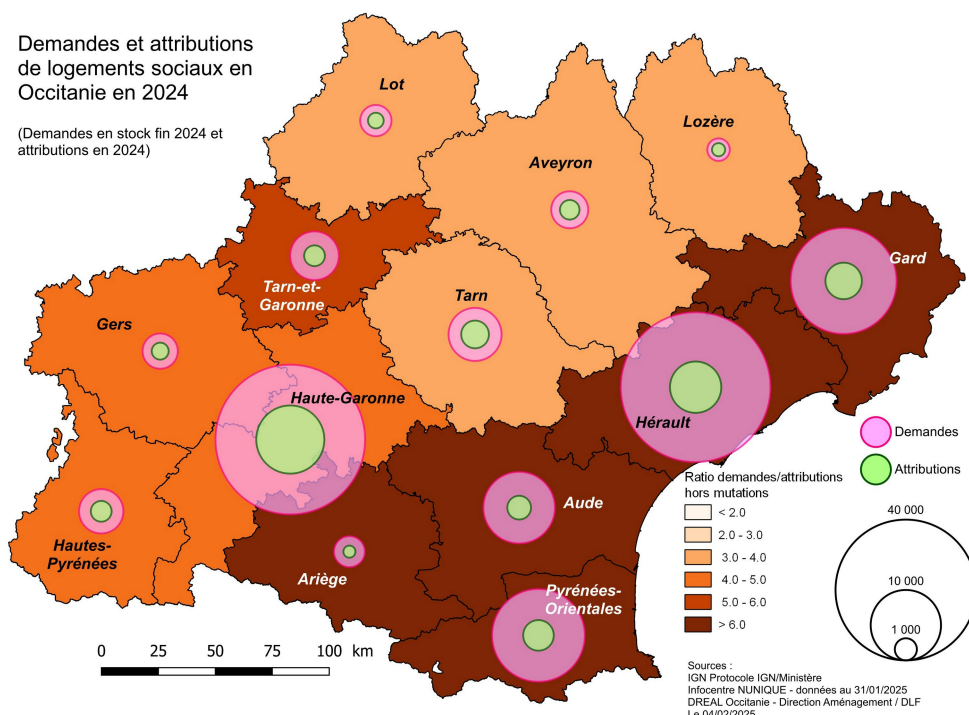 Demandes et attributions
de logements sociaux en
Occitanie en 2024
(Demandes en stock fin 2024 et
attributions en 2024)
Lot
Lozère
Aveyron
Gard
Tarn-et-
Garonne
Tarn
Gers
Haute-Garonne
Hérault
Demandes
Attributions
Ratio demandes/attributions
hors mutations
< 2.0
2.0 - 3.0
3.0 - 4.0
4.0 - 5.0
5.0 - 6.0
> 6.0
40 000
10 000
1 000
Aude
Hautes-
Pyrénées
Ariège
Pyrénées-
Orientales
0 25 50 75 100 km
Sources :
IGN Protocole IGN/Ministère
Infocentre NUNIQUE - données au 31/01/2025
DREAL Occitanie - Direction Aménagement / DLF
Le 04/02/2025